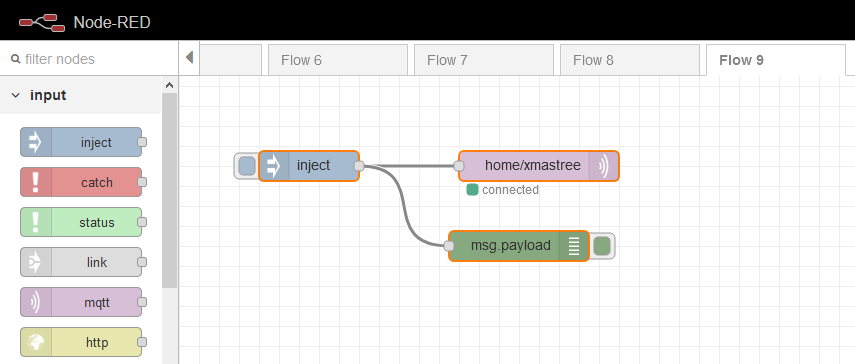 Node-RED
filter nodes
Flow 6
Flow 7
Flow 8
Flow 9
input
inject
catch
status
link
mqtt
http
inject
home/xmastree
connected
msg.payload